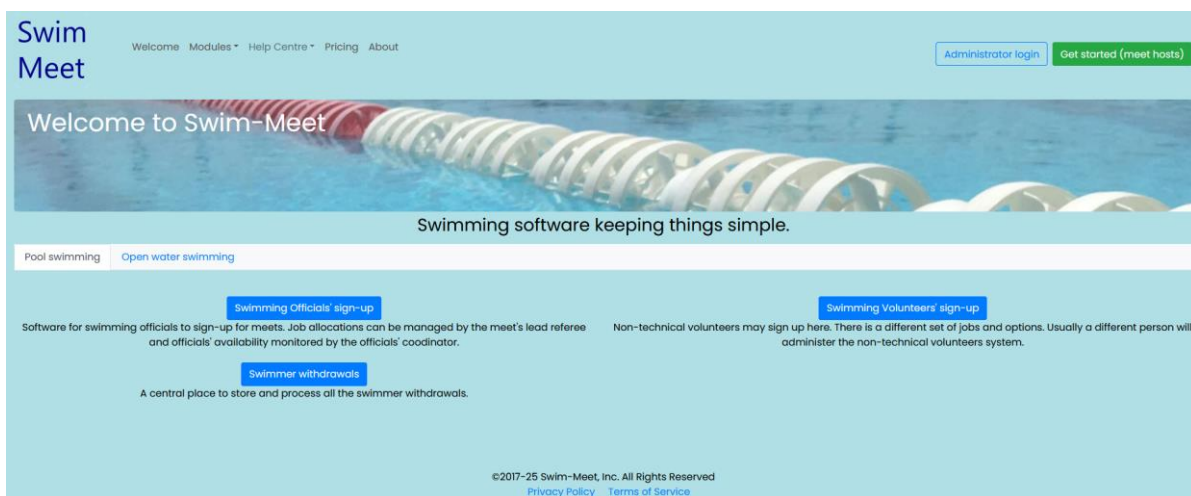 Swim
Meet
Welcome Modules Help Centre Pricing About
Administrator login Get started (meet hosts)
Welcome to Swim-Meet
Swimming software keeping things simple.
Pool swimming Open water swimming
Swimming Officials' sign-up
Software for swimming officials to sign-up for meets. Job allocations can be managed by the meet's lead referee
and officials' availability monitored by the officials' coodinator.
Swimming Volunteers' sign-up
Non-technical volunteers may sign up here. There is a different set of jobs and options. Usually a different person will
administer the non-technical volunteers system.
Swimmer withdrawals
A central place to store and process all the swimmer withdrawals.
©2017-25 Swim-Meet, Inc. All Rights Reserved
Privacy Policy Terms of Service